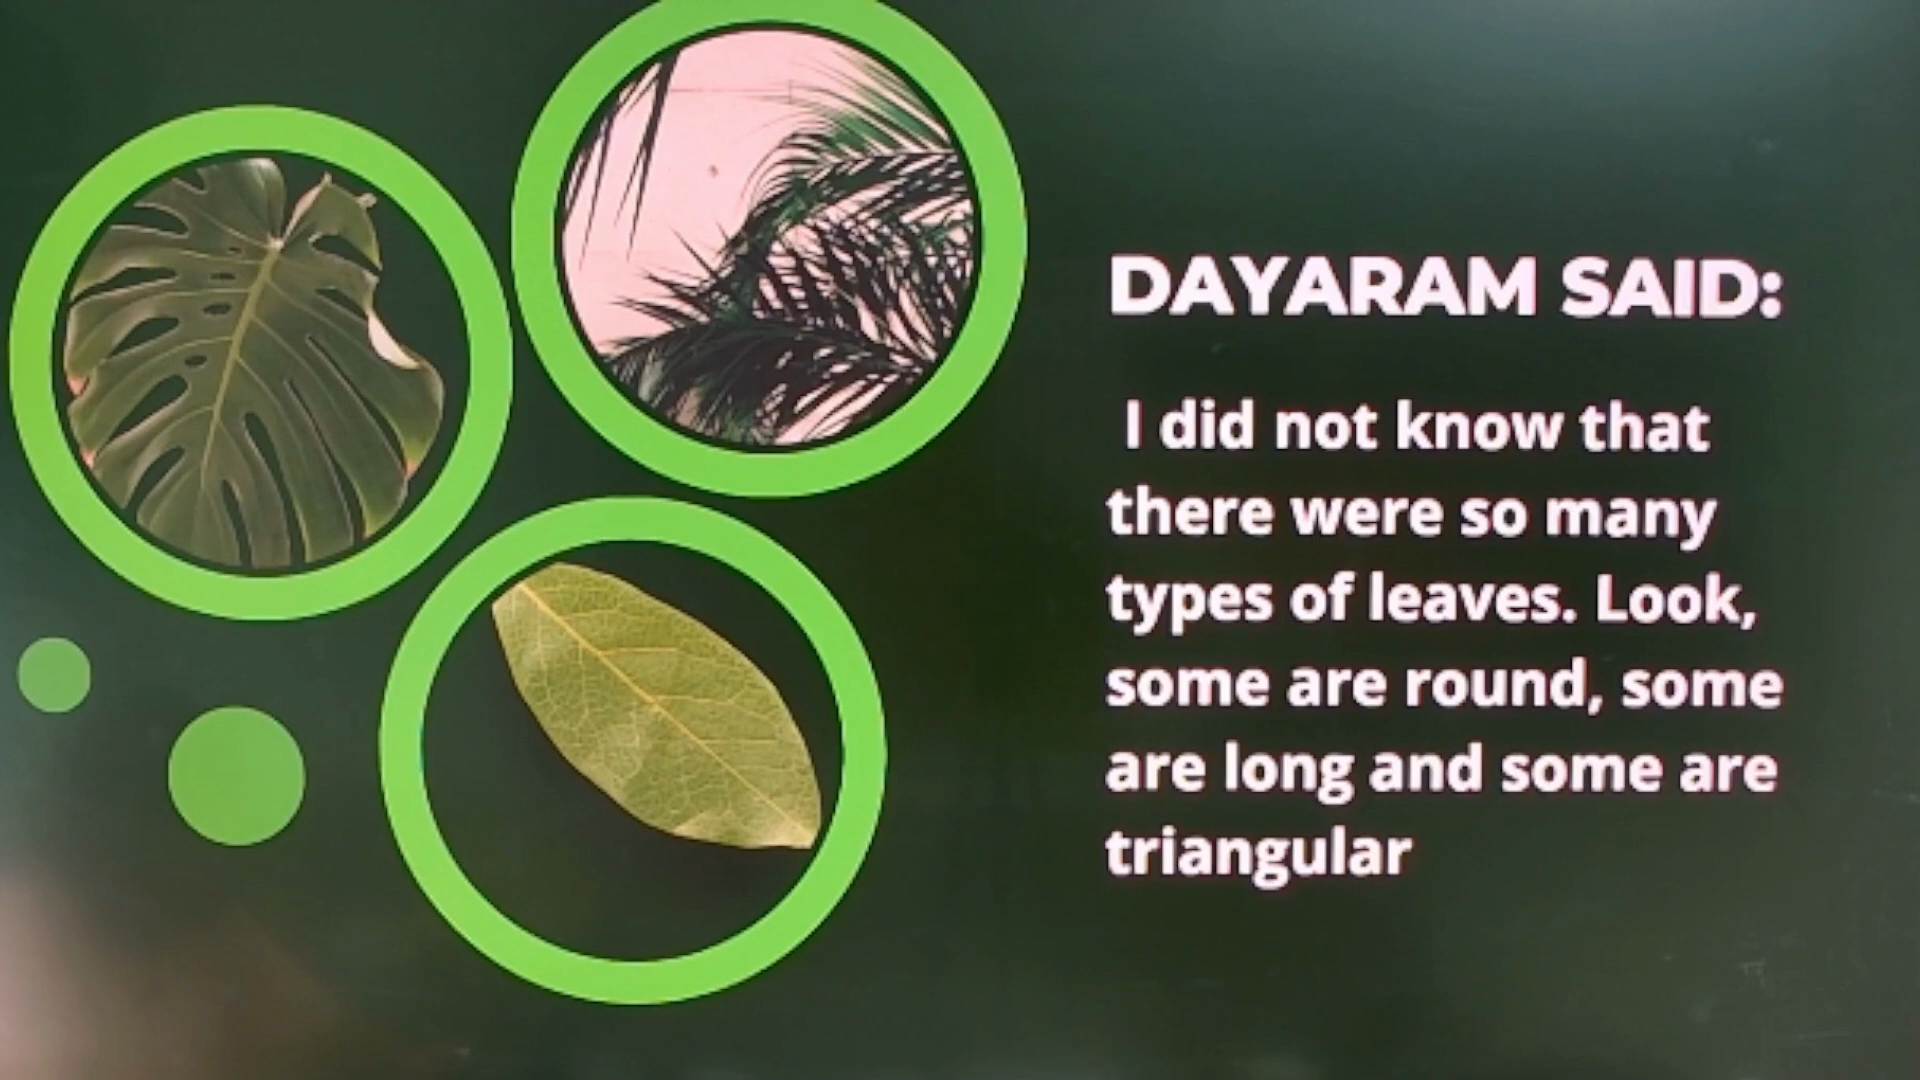 DAYARAM SAID:
I did not know that
there were so many
types of leaves. Look,
some are round, some
are long and some are
triangular